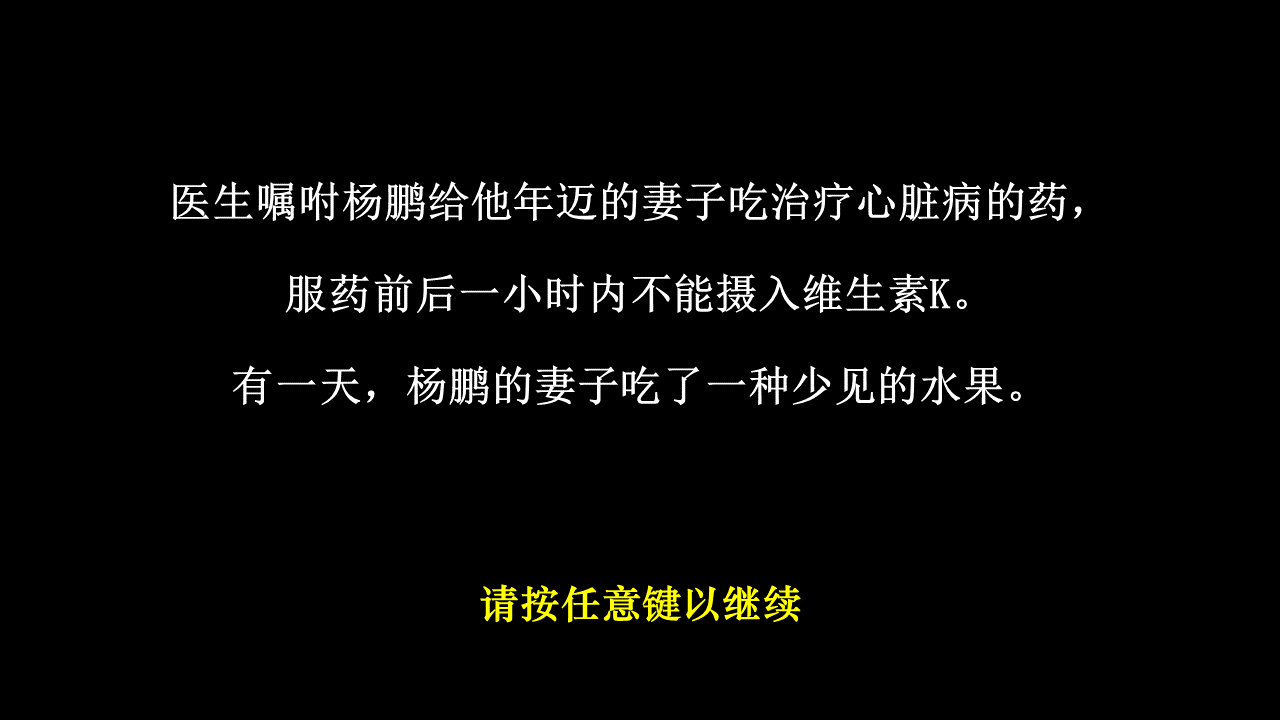 医生嘱咐杨鹏给他年迈的妻子吃治疗心脏病的药，
服药前后一小时内不能摄入维生素K。
有一天，杨鹏的妻子吃了一种少见的水果。
请按任意键以继续